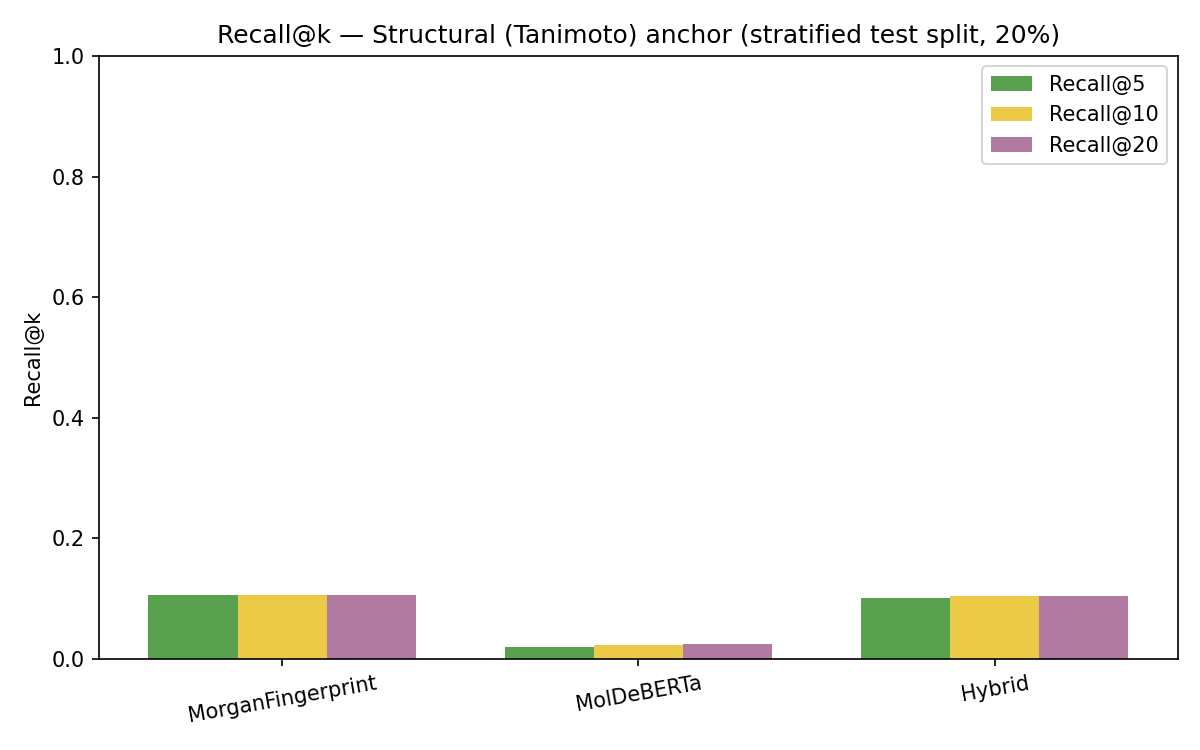 Recall@k — Structural (Tanimoto) anchor (stratified test split, 20%)
Recall@5
Recall@10
Recall@20
Recall@k
1.0
0.8
0.6
0.4
0.2
0.0
MorganFingerprint
MolDeBERTa
Hybrid